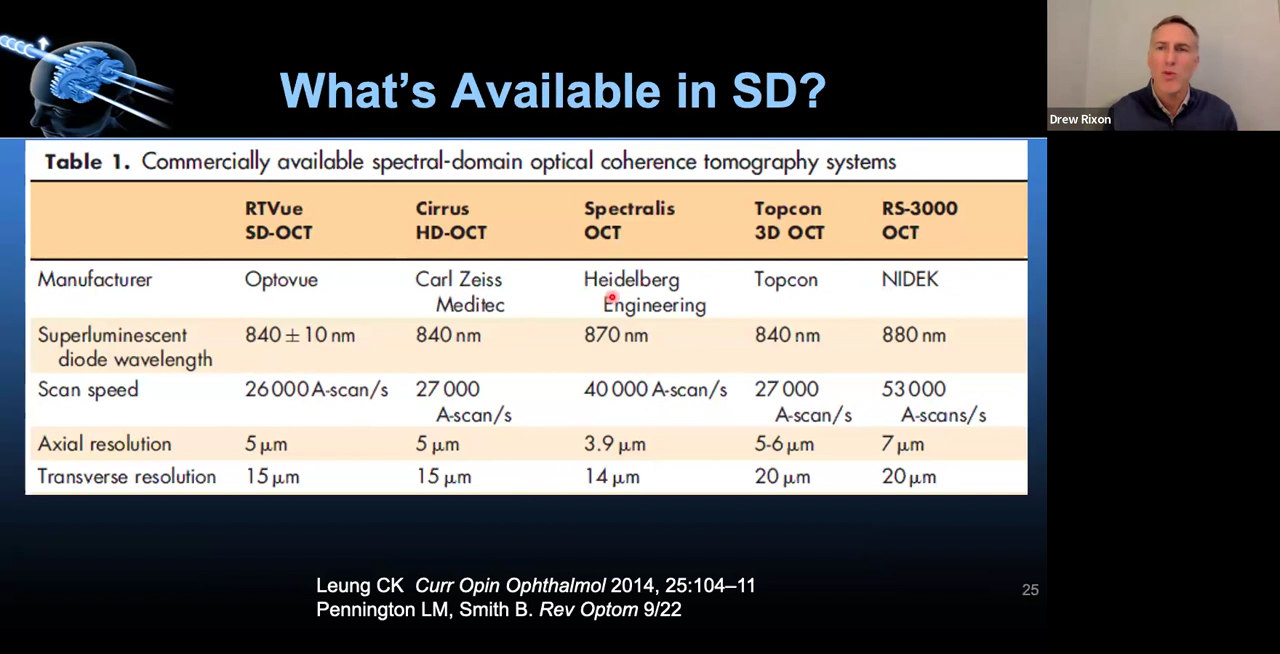 What's Available in SD?
Drew Rixon
Table 1. Commercially available spectral-domain optical coherence tomography systems
RTVue SD-OCT Cirrus HD-OCT Spectralis OCT Topcon 3D OCT RS-3000 OCT
Manufacturer Optovue Carl Zeiss Meditec Heidelberg Engineering Topcon NIDEK
Superluminescent diode wavelength 840 ± 10 nm 840 nm 870 nm 840 nm 880 nm
Scan speed 26 000 A-scan/s 27 000 A-scan/s 40 000 A-scan/s 27 000 A-scan/s 53 000 A-scans/s
Axial resolution 5 μm 5 μm 3.9 μm 5-6 μm 7 μm
Transverse resolution 15 μm 15 μm 14 μm 20 μm 20 μm
Leung CK Curr Opin Ophthalmol 2014, 25:104–11
Pennington LM, Smith B. Rev Optom 9/22
25